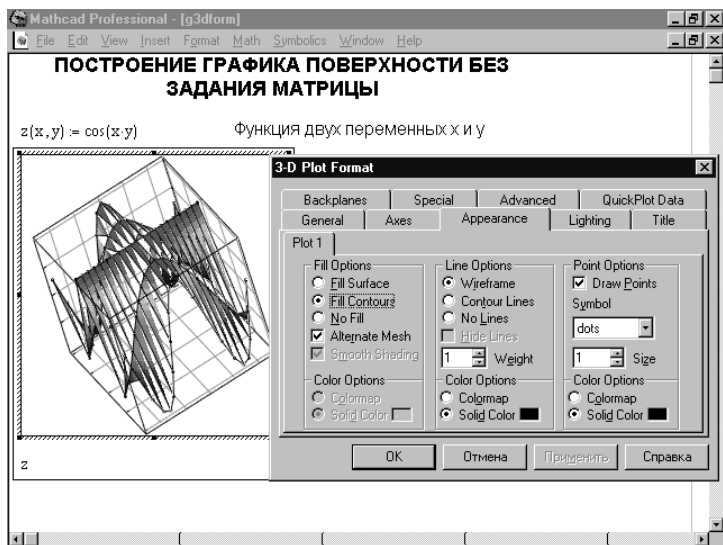 Mathcad Professional - [g3dform]
File Edit View Insert Format Math Symbolics Window Help
ПОСТРОЕНИЕ ГРАФИКА ПОВЕРХНОСТИ БЕЗ
ЗАДАНИЯ МАТРИЦЫ
z(x,y) := cos(x·y)
Функция двух переменных x и y
z
3-D Plot Format
Backplanes Special Advanced QuickPlot Data
General Axes Appearance Lighting Title
Plot 1
Fill Options
Fill Surface
Fill Contours
No Fill
Alternate Mesh
Smooth Shading
Color Options
Colormap
Solid Color
Line Options
Wireframe
Contour Lines
No Lines
Hide Lines
1 Weight
Color Options
Colormap
Solid Color
Point Options
Draw Points
Symbol
dots
1 Size
Color Options
Colormap
Solid Color
OK Отмена Применить Справка